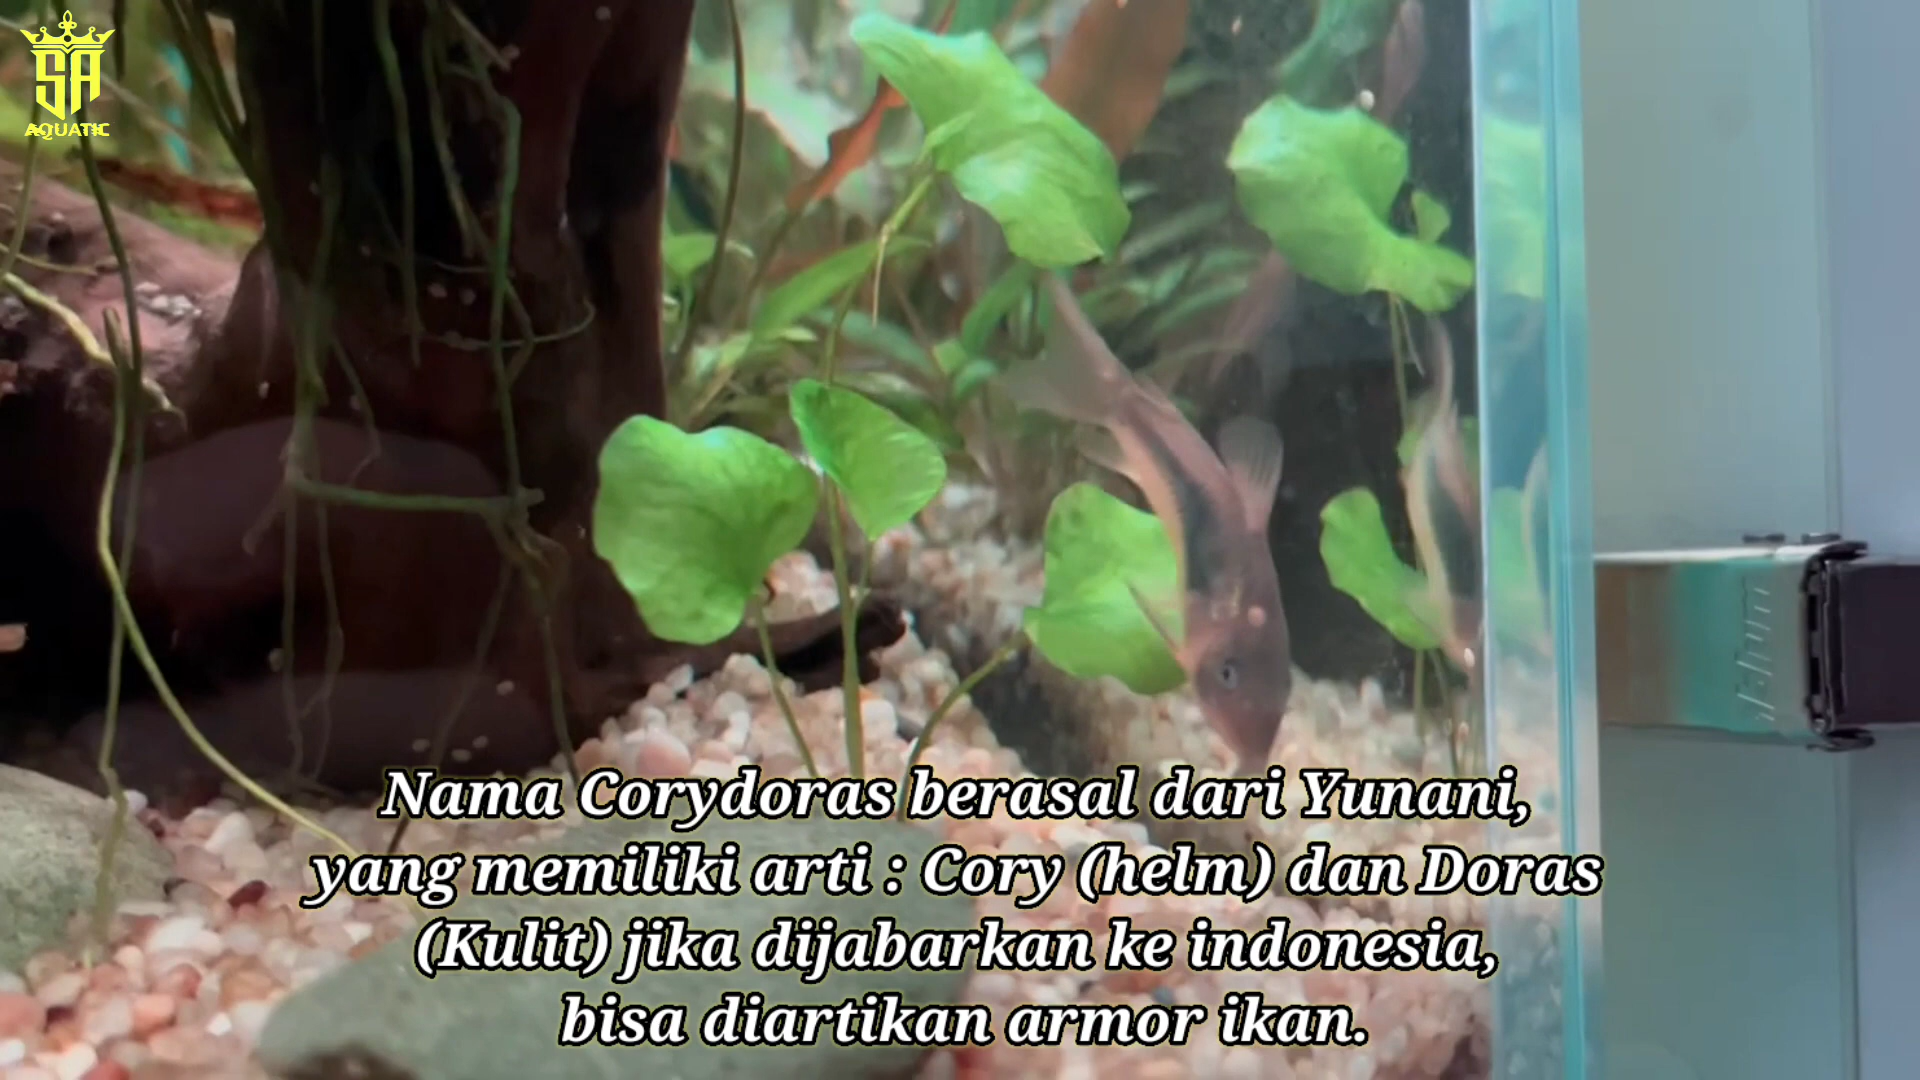 SA
AQUATIC
Nama Corydoras berasal dari Yunani,
yang memiliki arti : Cory (helm) dan Doras
(Kulit) jika dijabarkan ke indonesia,
bisa diartikan armor ikan.